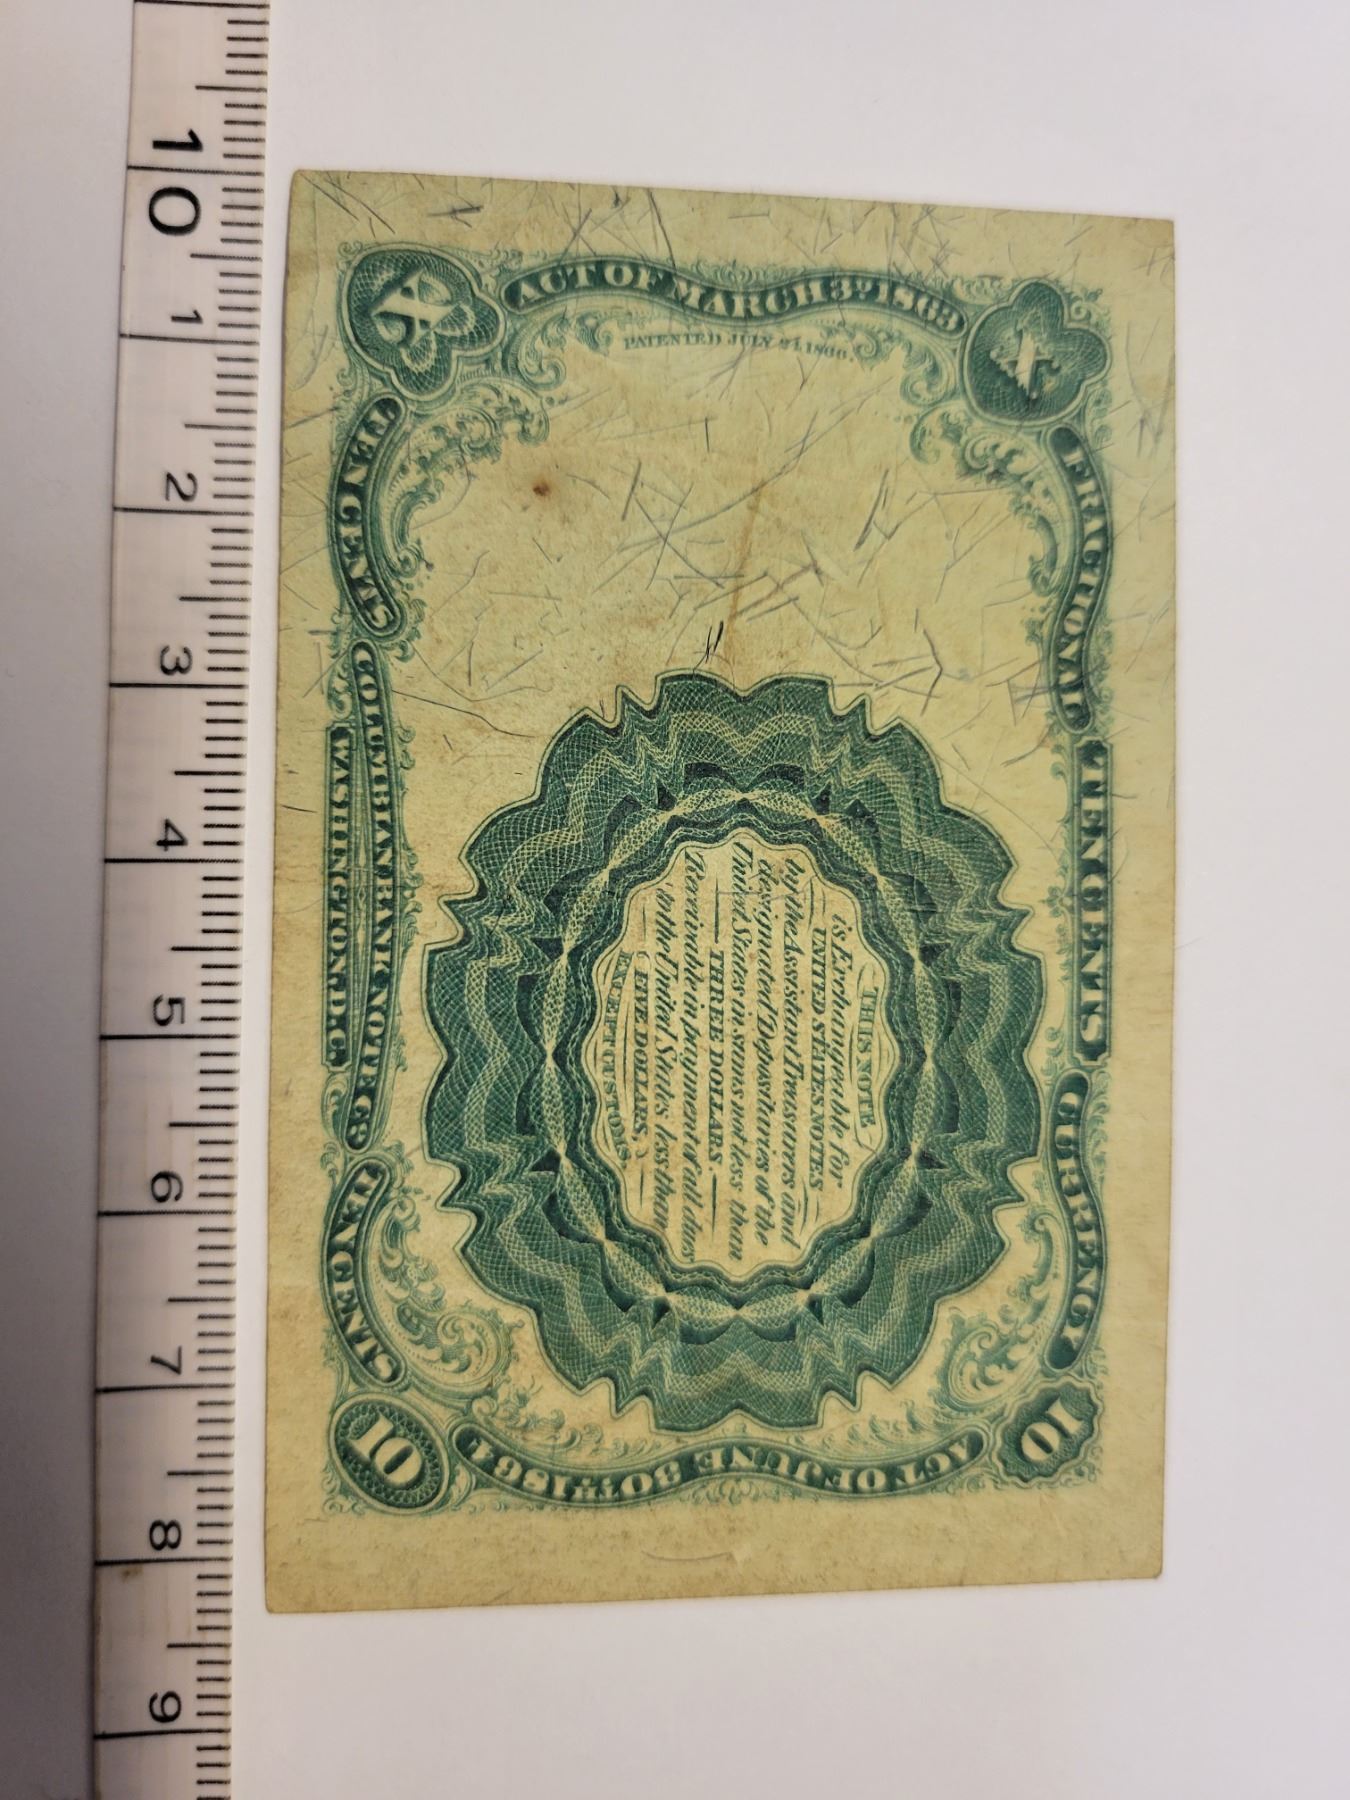 ACT OF MARCH 3D 1863
PATENTED JULY 24, 1866.
X
X
FRACTIONAL
TEN CENTS
CURRENCY
10
TEN CENTS
COLUMBIAN BANK NOTE CO.
WASHINGTON, D.C.
TEN CENTS
10
ACT OF JUNE 30TH 1864
THIS NOTE
is Exchangeable for
UNITED STATES NOTES
by the Assistant Treasurers and
designated Depositaries of the
United States in sums not less than
THREE DOLLARS.
Receivable in payment of all dues
to the United States, less than
FIVE DOLLARS,
EXCEPT CUSTOMS.
10
1
2
3
4
5
6
7
8
9
1